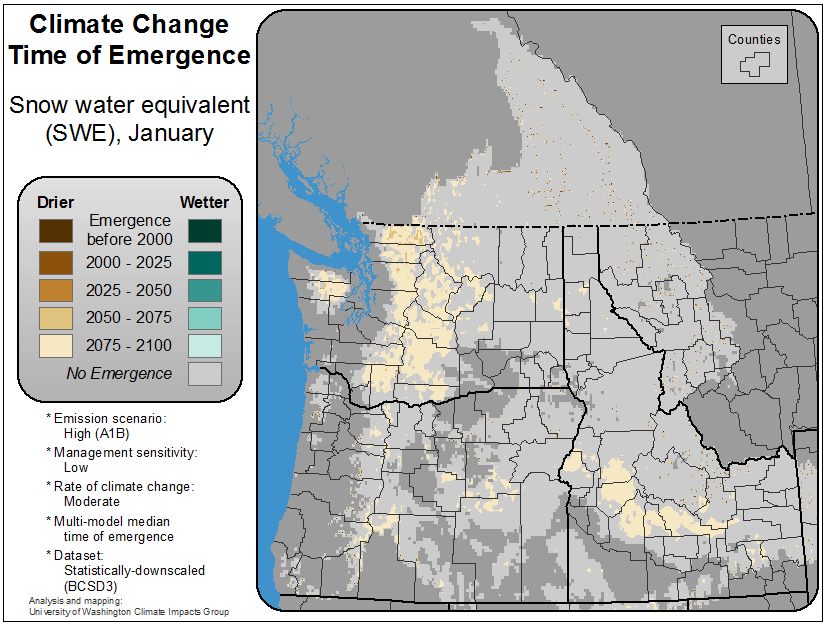 Climate Change
Time of Emergence
Snow water equivalent
(SWE), January
Drier
Wetter
Emergence
before 2000
2000 - 2025
2025 - 2050
2050 - 2075
2075 - 2100
No Emergence
* Emission scenario:
High (A1B)
* Management sensitivity:
Low
* Rate of climate change:
Moderate
* Multi-model median
time of emergence
* Dataset:
Statistically-downscaled
(BCSD3)
Analysis and mapping:
University of Washington Climate Impacts Group
Counties